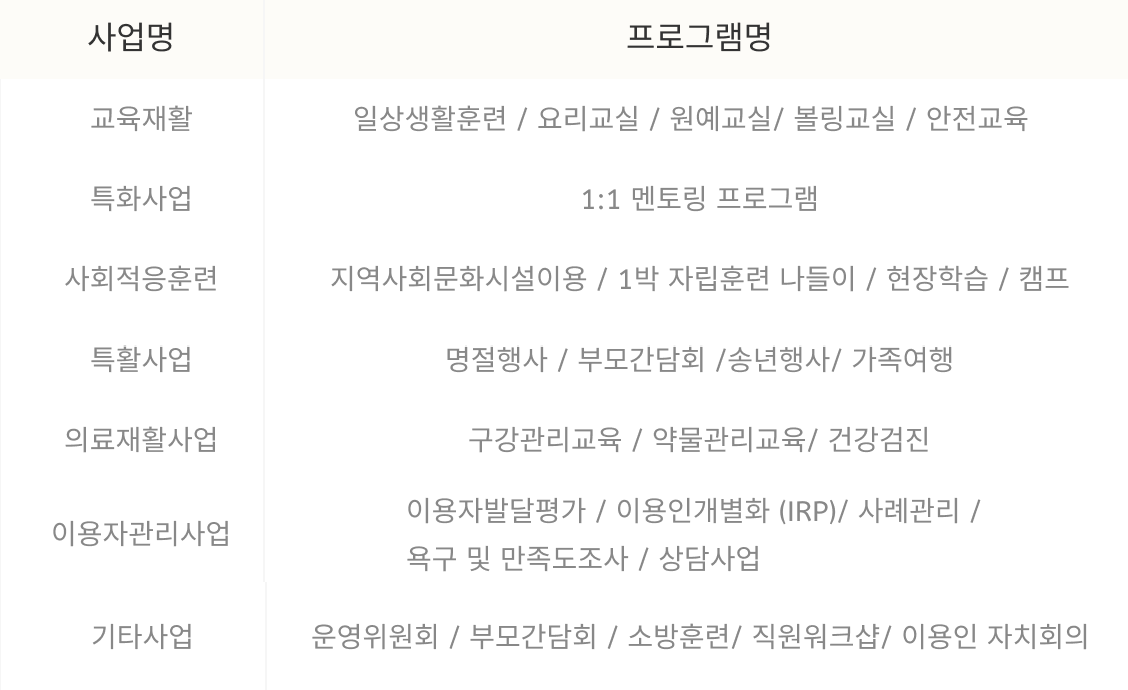 사업명 프로그램명
교육재활 일상생활훈련 / 요리교실 / 원예교실/ 볼링교실 / 안전교육
특화사업 1:1 멘토링 프로그램
사회적응훈련 지역사회문화시설이용 / 1박 자립훈련 나들이 / 현장학습 / 캠프
특활사업 명절행사 / 부모간담회 /송년행사/ 가족여행
의료재활사업 구강관리교육 / 약물관리교육/ 건강검진
이용자관리사업 이용자발달평가 / 이용인개별화 (IRP)/ 사례관리 /
욕구 및 만족도조사 / 상담사업
기타사업 운영위원회 / 부모간담회 / 소방훈련/ 직원워크샵/ 이용인 자치회의